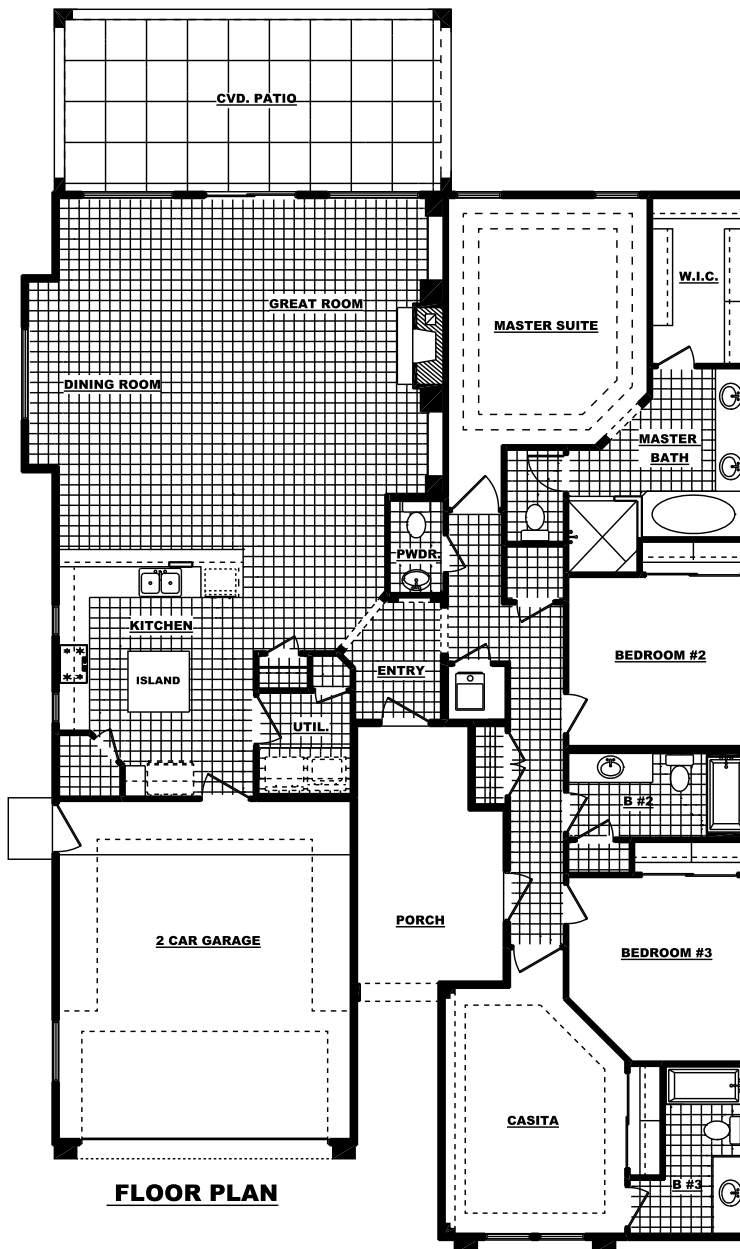 CVD. PATIO
GREAT ROOM
MASTER SUITE
W.I.C.
DINING ROOM
MASTER
BATH
PWDR.
KITCHEN
ISLAND
ENTRY
BEDROOM #2
UTIL.
B #2
PORCH
2 CAR GARAGE
BEDROOM #3
CASITA
B #3
FLOOR PLAN